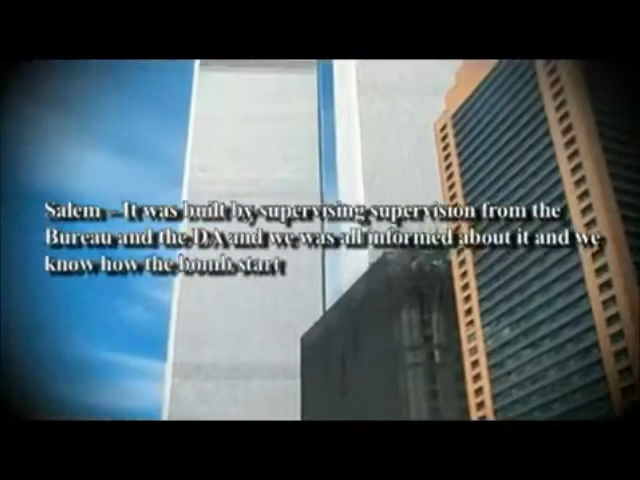 Salem - It was built by supervising supervision from the
Bureau and the DA and we was all informed about it and we
know how the bomb start